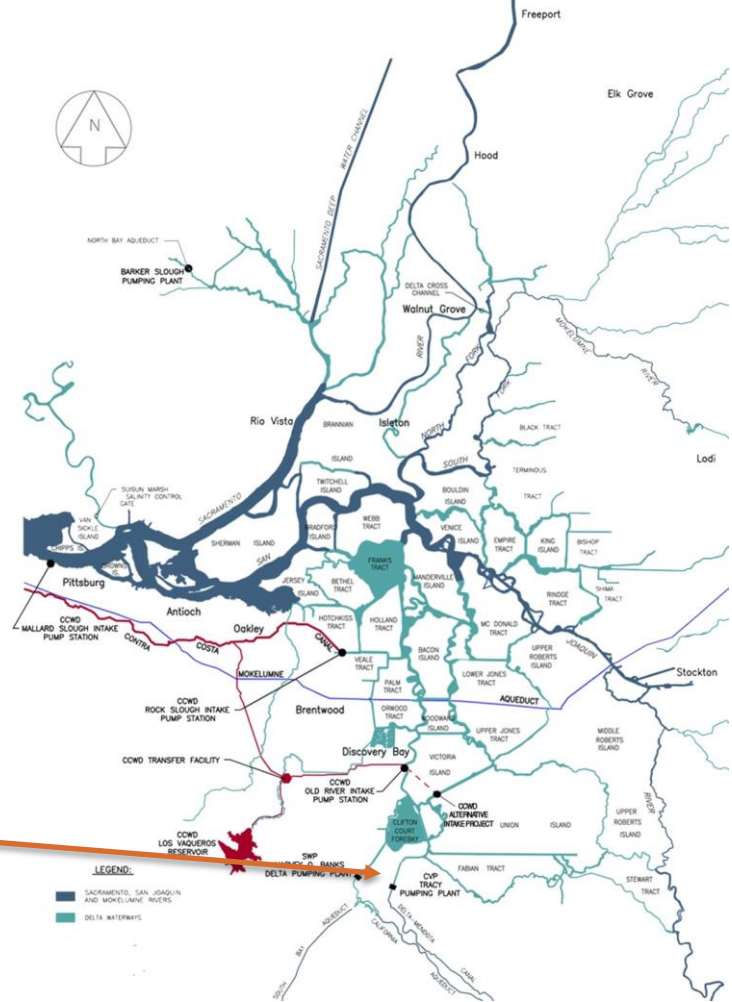 Freeport
Elk Grove
N
WATER CHANNEL
SACRAMENTO DEEP
Hood
NORTH BAY AQUEDUCT
BARKER SLOUGH
PUMPING PLANT
DELTA CROSS
CHANNEL
Walnut Grove
MOKELUMNE
RIVER
RIVER
FORK
FORK
Rio Vista
BRANNIAN
ISLAND
Isleton
NORTH
SOUTH
BLACK TRACT
Lodi
TERMINOUS
TRACT
TWITCHELL
ISLAND
BOULDIN
ISLAND
SUISUN MARSH
SALINITY CONTROL
GATE
SACRAMENTO
VAN
SICKLE
ISLAND
CHIPPS IS.
BROWNS
IS.
SHERMAN ISLAND
SAN
BRADFORD
ISLAND
WEBB
TRACT
VENICE
ISLAND
EMPIRE
TRACT
KING
ISLAND
BISHOP
TRACT
FRANKS
TRACT
Pittsburg
Antioch
JERSEY
ISLAND
BETHEL
TRACT
MANDERVILLE
ISLAND
RINDGE
TRACT
SHIMA
TRACT
CCWD
MALLARD SLOUGH INTAKE
PUMP STATION
CONTRA
COSTA
Oakley
CANAL
HOTCHKISS
TRACT
HOLLAND
TRACT
MC DONALD
TRACT
JOAQUIN
BACON
ISLAND
UPPER
ROBERTS
ISLAND
VEALE
TRACT
MOKELUMNE
AQUEDUCT
PALM
TRACT
LOWER JONES
TRACT
Stockton
CCWD
ROCK SLOUGH INTAKE
PUMP STATION
Brentwood
ORWOOD
TRACT
WOODWARD
ISLAND
UPPER JONES
TRACT
MIDDLE
ROBERTS
ISLAND
Discovery Bay
CCWD TRANSFER FACILITY
VICTORIA
ISLAND
CCWD
OLD RIVER INTAKE
PUMP STATION
CCWD
ALTERNATIVE
INTAKE PROJECT
RIVER
CLIFTON
COURT
FOREBAY
UNION ISLAND
UPPER
ROBERTS
ISLAND
CCWD
LOS VAQUEROS
RESERVOIR
SWP
HARVEY O. BANKS
DELTA PUMPING PLANT
FABIAN TRACT
CVP
TRACY
PUMPING PLANT
STEWART
TRACT
LEGEND:
SACRAMENTO, SAN JOAQUIN
AND MOKELUMNE RIVERS
DELTA WATERWAYS
SOUTH BAY AQUEDUCT
CALIFORNIA AQUEDUCT
DELTA-MENDOTA CANAL